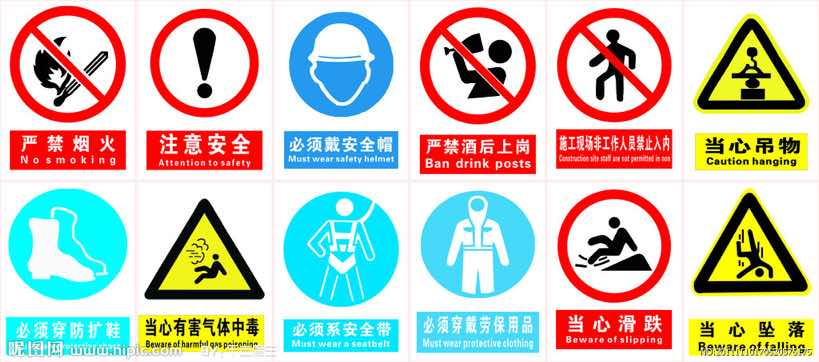 严禁烟火
No smoking
注意安全
Attention to safety
必须戴安全帽
Must wear safety helmet
严禁酒后上岗
Ban drink posts
施工现场非工作人员禁止入内
Construction site staff are not permitted in non
当心吊物
Caution hanging
必须穿防扩鞋
当心有害气体中毒
Beware of harmful gas poisoning
必须系安全带
Must wear a seatbelt
必须穿戴劳保用品
Must wear protective clothing
当心滑跌
Beware of slipping
当心坠落
Beware of falling
昵图网 www.nipic.com